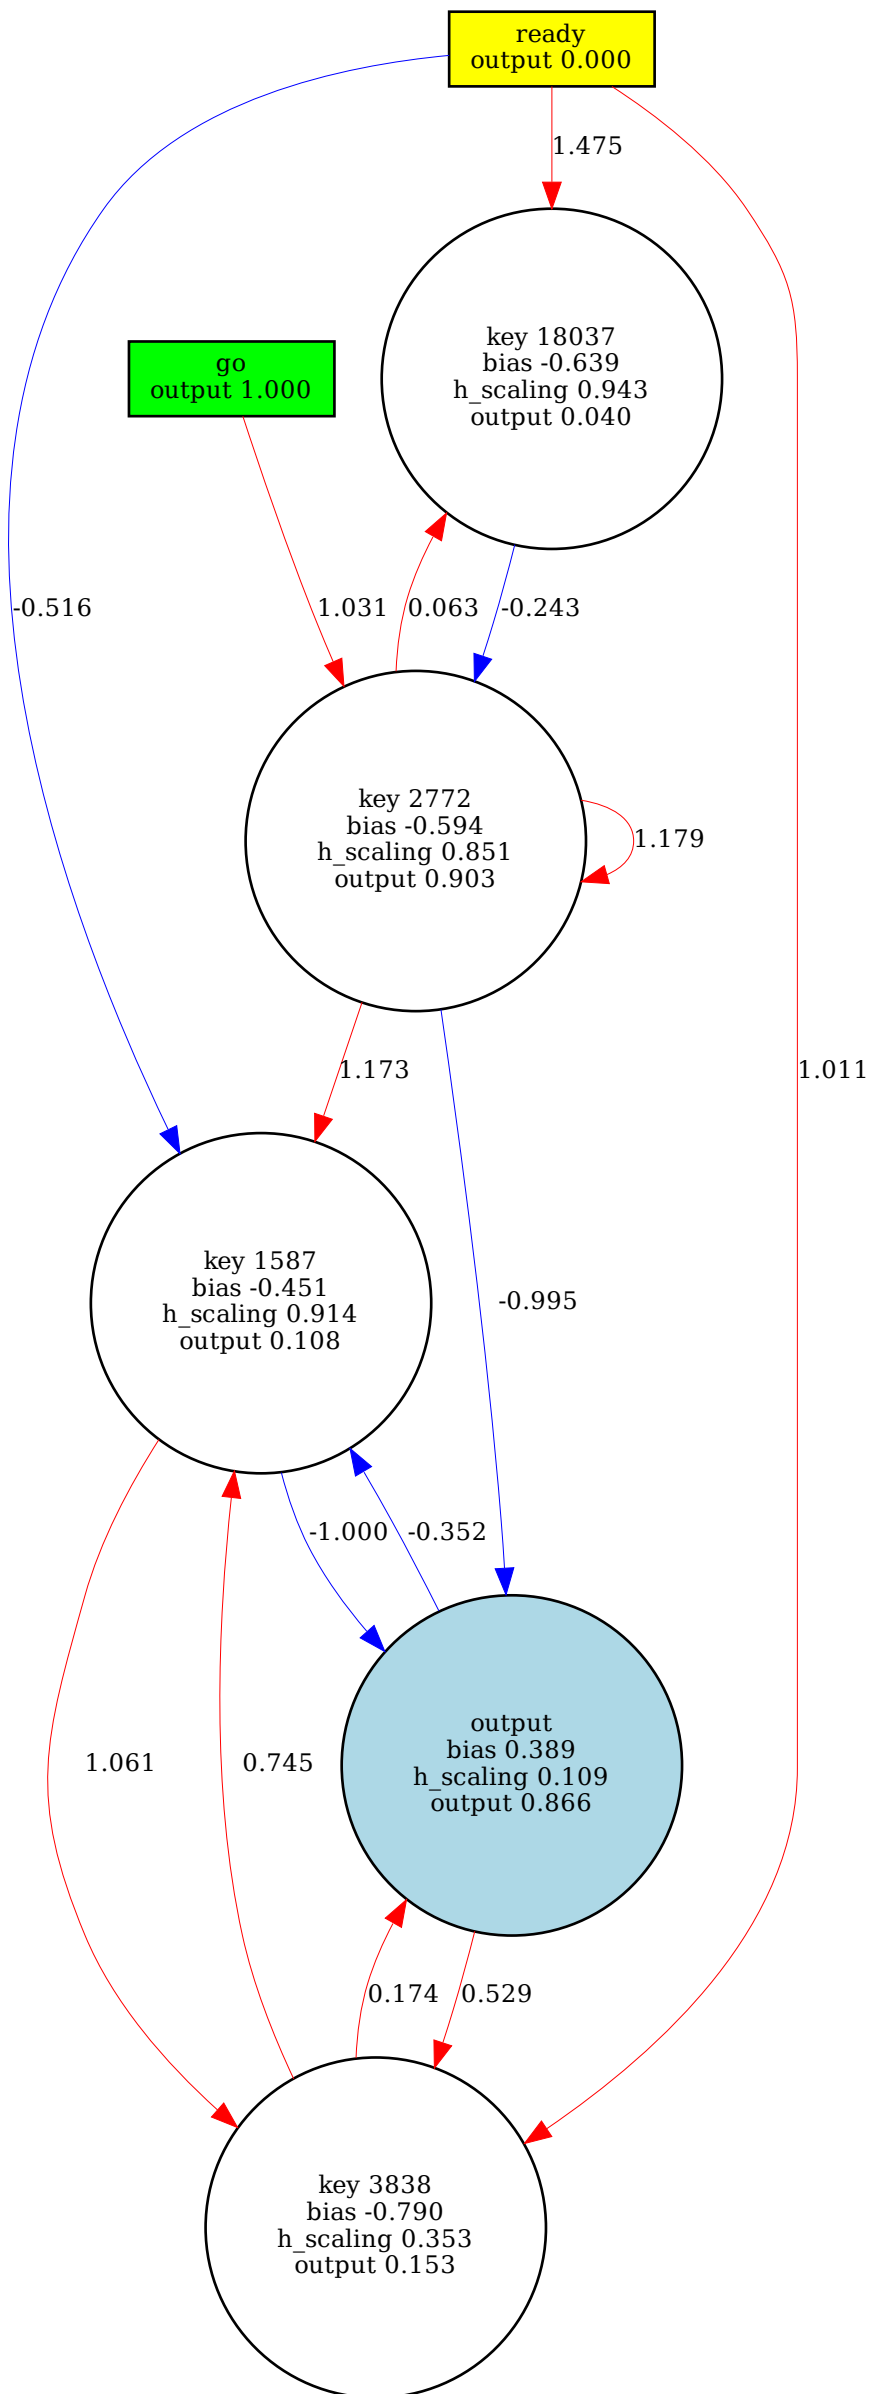 ready
output 0.000
1.475
key 18037
bias -0.639
h_scaling 0.943
output 0.040
go
output 1.000
-0.516
1.031
0.063
-0.243
key 2772
bias -0.594
h_scaling 0.851
output 0.903
1.179
1.173
1.011
key 1587
bias -0.451
h_scaling 0.914
output 0.108
-0.995
-1.000
-0.352
output
bias 0.389
h_scaling 0.109
output 0.866
1.061
0.745
0.174
0.529
key 3838
bias -0.790
h_scaling 0.353
output 0.153